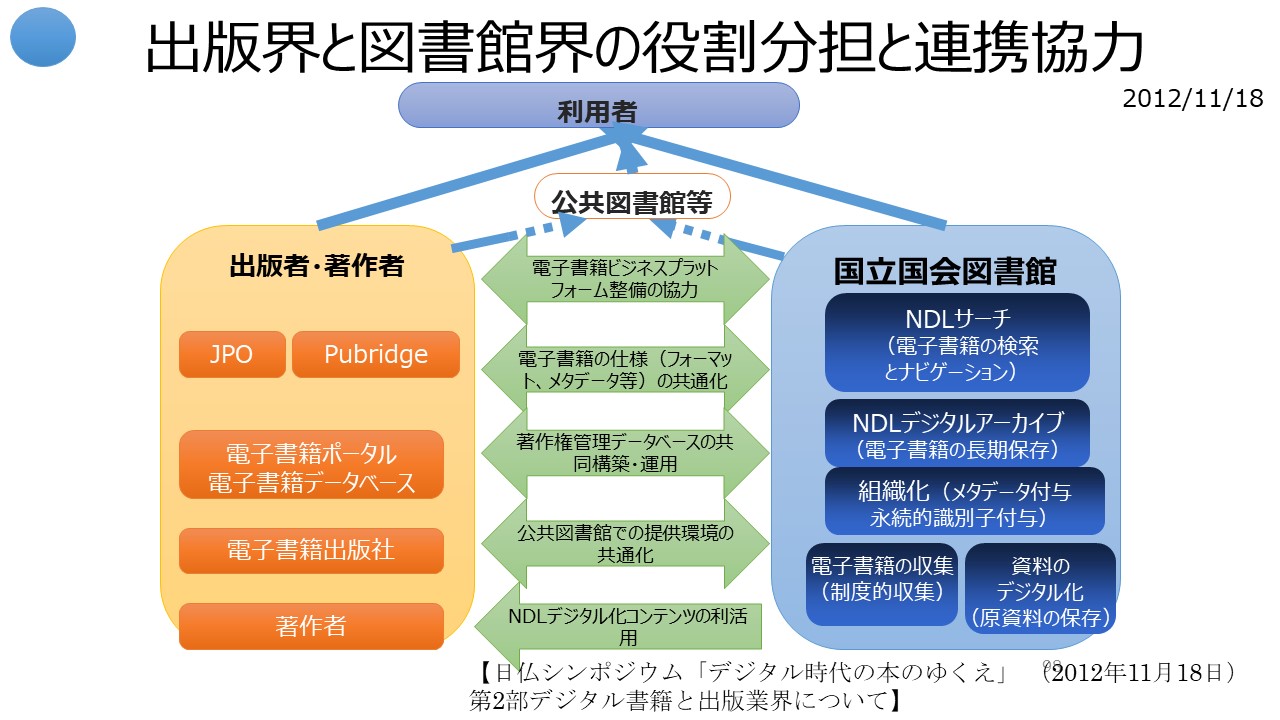 出版界と図書館界の役割分担と連携協力
2012/11/18
利用者
公共図書館等
出版者・著作者
JPO
Pubridge
電子書籍ポータル
電子書籍データベース
電子書籍出版社
著作者
電子書籍ビジネスプラット
フォーム整備の協力
電子書籍の仕様（フォーマッ
ト、メタデータ等）の共通化
著作権管理データベースの共
同構築・運用
公共図書館での提供環境の
共通化
NDLデジタル化コンテンツの利活
用
国立国会図書館
NDLサーチ
（電子書籍の検索
とナビゲーション）
NDLデジタルアーカイブ
（電子書籍の長期保存）
組織化（メタデータ付与
永続的識別子付与）
電子書籍の収集
（制度的収集）
資料の
デジタル化
（原資料の保存）
【日仏シンポジウム「デジタル時代の本のゆくえ」　（2012年11月18日）
第2部デジタル書籍と出版業界について】